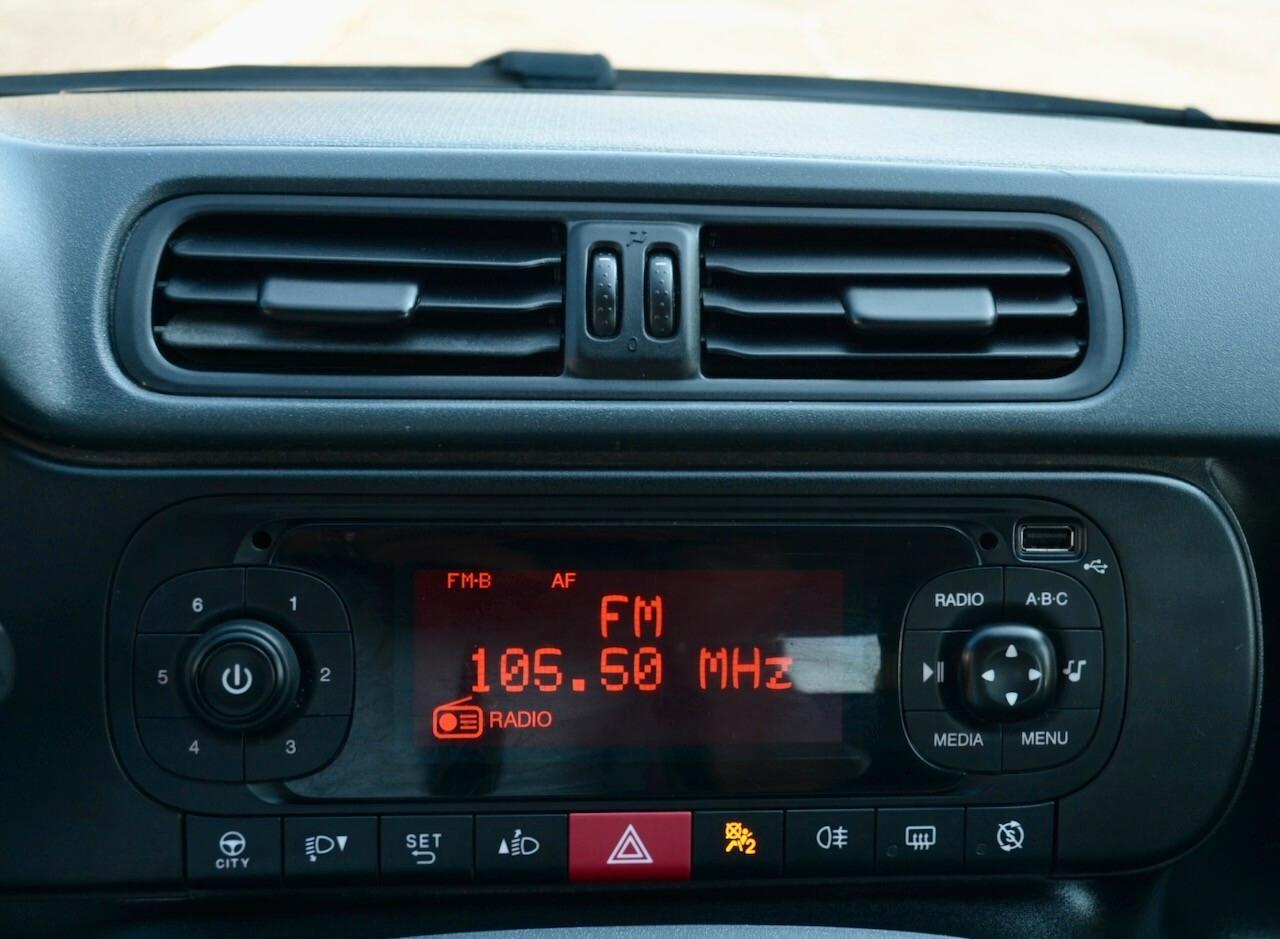 0
FM-B AF
FM
105.50 MHz
RADIO
6 1
5 2
4 3
RADIO A·B·C
MEDIA MENU
CITY
SET
2
S